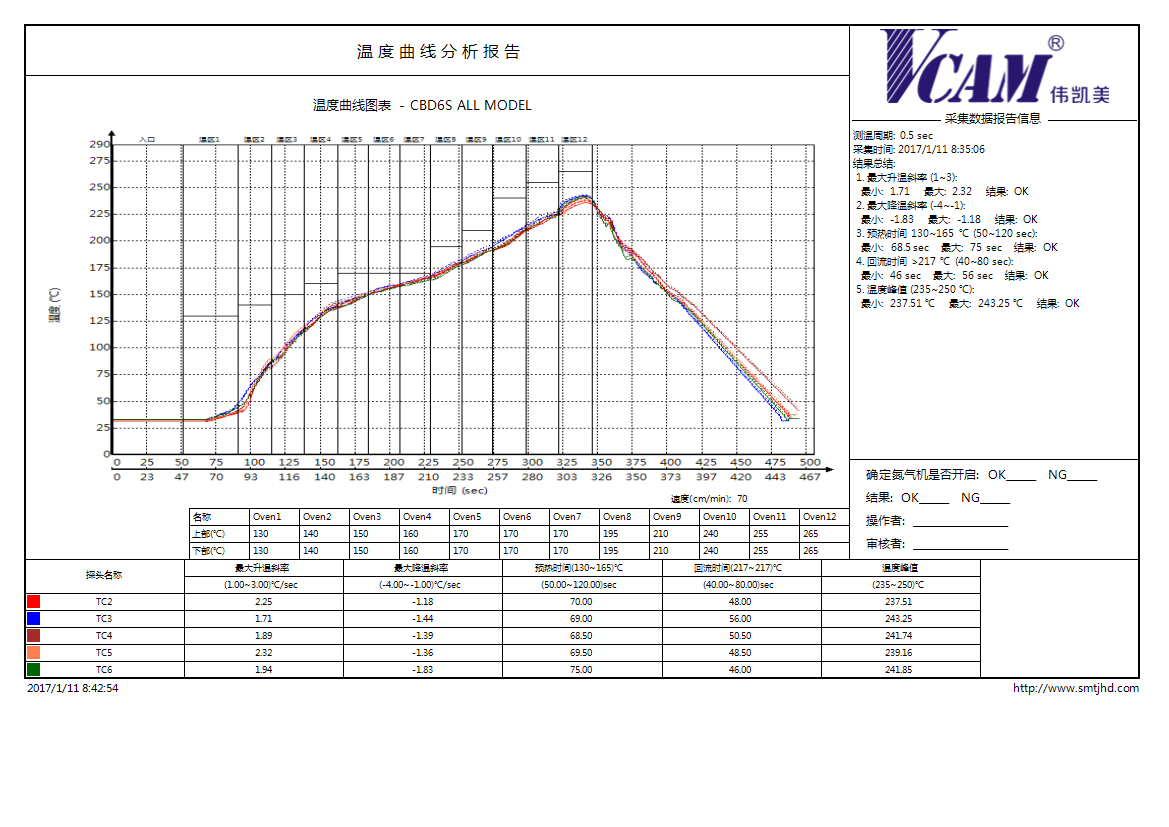 温度曲线分析报告
VCAM®
伟凯美
温度曲线图表 - CBD6S ALL MODEL
采集数据报告信息
测温周期: 0.5 sec
采集时间: 2017/1/11 8:35:06
结果总结:
1. 最大升温斜率 (1~3):
最小: 1.71 最大: 2.32 结果: OK
2. 最大降温斜率 (-4~-1):
最小: -1.83 最大: -1.18 结果: OK
3. 预热时间 130~165 ℃ (50~120 sec):
最小: 68.5 sec 最大: 75 sec 结果: OK
4. 回流时间 >217 ℃ (40~80 sec):
最小: 46 sec 最大: 56 sec 结果: OK
5. 温度峰值 (235~250 ℃):
最小: 237.51 ℃ 最大: 243.25 ℃ 结果: OK
入口 温区1 温区2 温区3 温区4 温区5 温区6 温区7 温区8 温区9 温区10 温区11 温区12
290
275
250
225
200
175
150
125
100
75
50
25
0
温度 (℃)
0 25 50 75 100 125 150 175 200 225 250 275 300 325 350 375 400 425 450 475 500
0 23 47 70 93 116 140 163 187 210 233 257 280 303 326 350 373 397 420 443 467
时间 (sec)
速度(cm/min): 70
确定氮气机是否开启: OK_____ NG_____
结果: OK_____ NG_____
操作者: ________________
审核者: ________________
名称 Oven1 Oven2 Oven3 Oven4 Oven5 Oven6 Oven7 Oven8 Oven9 Oven10 Oven11 Oven12
上部(℃) 130 140 150 160 170 170 170 195 210 240 255 265
下部(℃) 130 140 150 160 170 170 170 195 210 240 255 265
探头名称 最大升温斜率 最大降温斜率 预热时间(130~165)℃ 回流时间(217~217)℃ 温度峰值
(1.00~3.00)℃/sec (-4.00~-1.00)℃/sec (50.00~120.00)sec (40.00~80.00)sec (235~250)℃
TC2 2.25 -1.18 70.00 48.00 237.51
TC3 1.71 -1.44 69.00 56.00 243.25
TC4 1.89 -1.39 68.50 50.50 241.74
TC5 2.32 -1.36 69.50 48.50 239.16
TC6 1.94 -1.83 75.00 46.00 241.85
2017/1/11 8:42:54
http://www.smtjhd.com